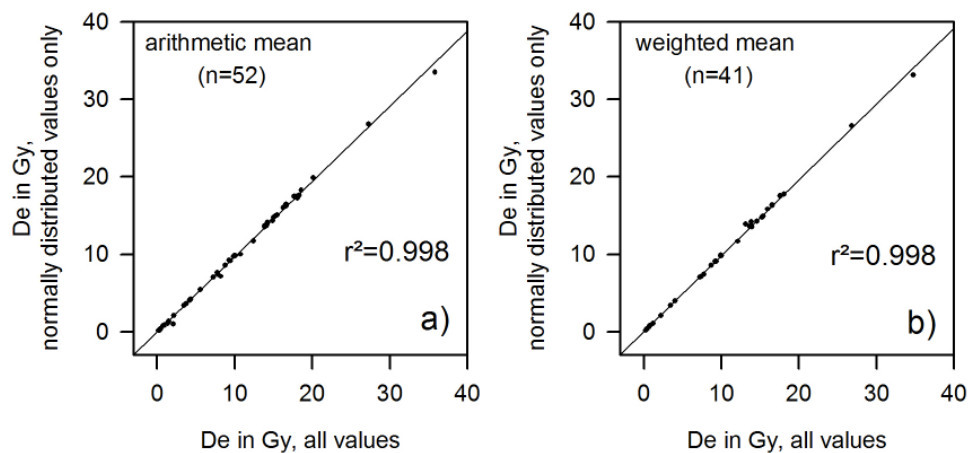 De in Gy,
normally distributed values only
40
30
20
10
0
arithmetic mean
(n=52)
r²=0.998
a)
0 10 20 30 40
De in Gy, all values
De in Gy,
normally distributed values only
40
30
20
10
0
weighted mean
(n=41)
r²=0.998
b)
0 10 20 30 40
De in Gy, all values